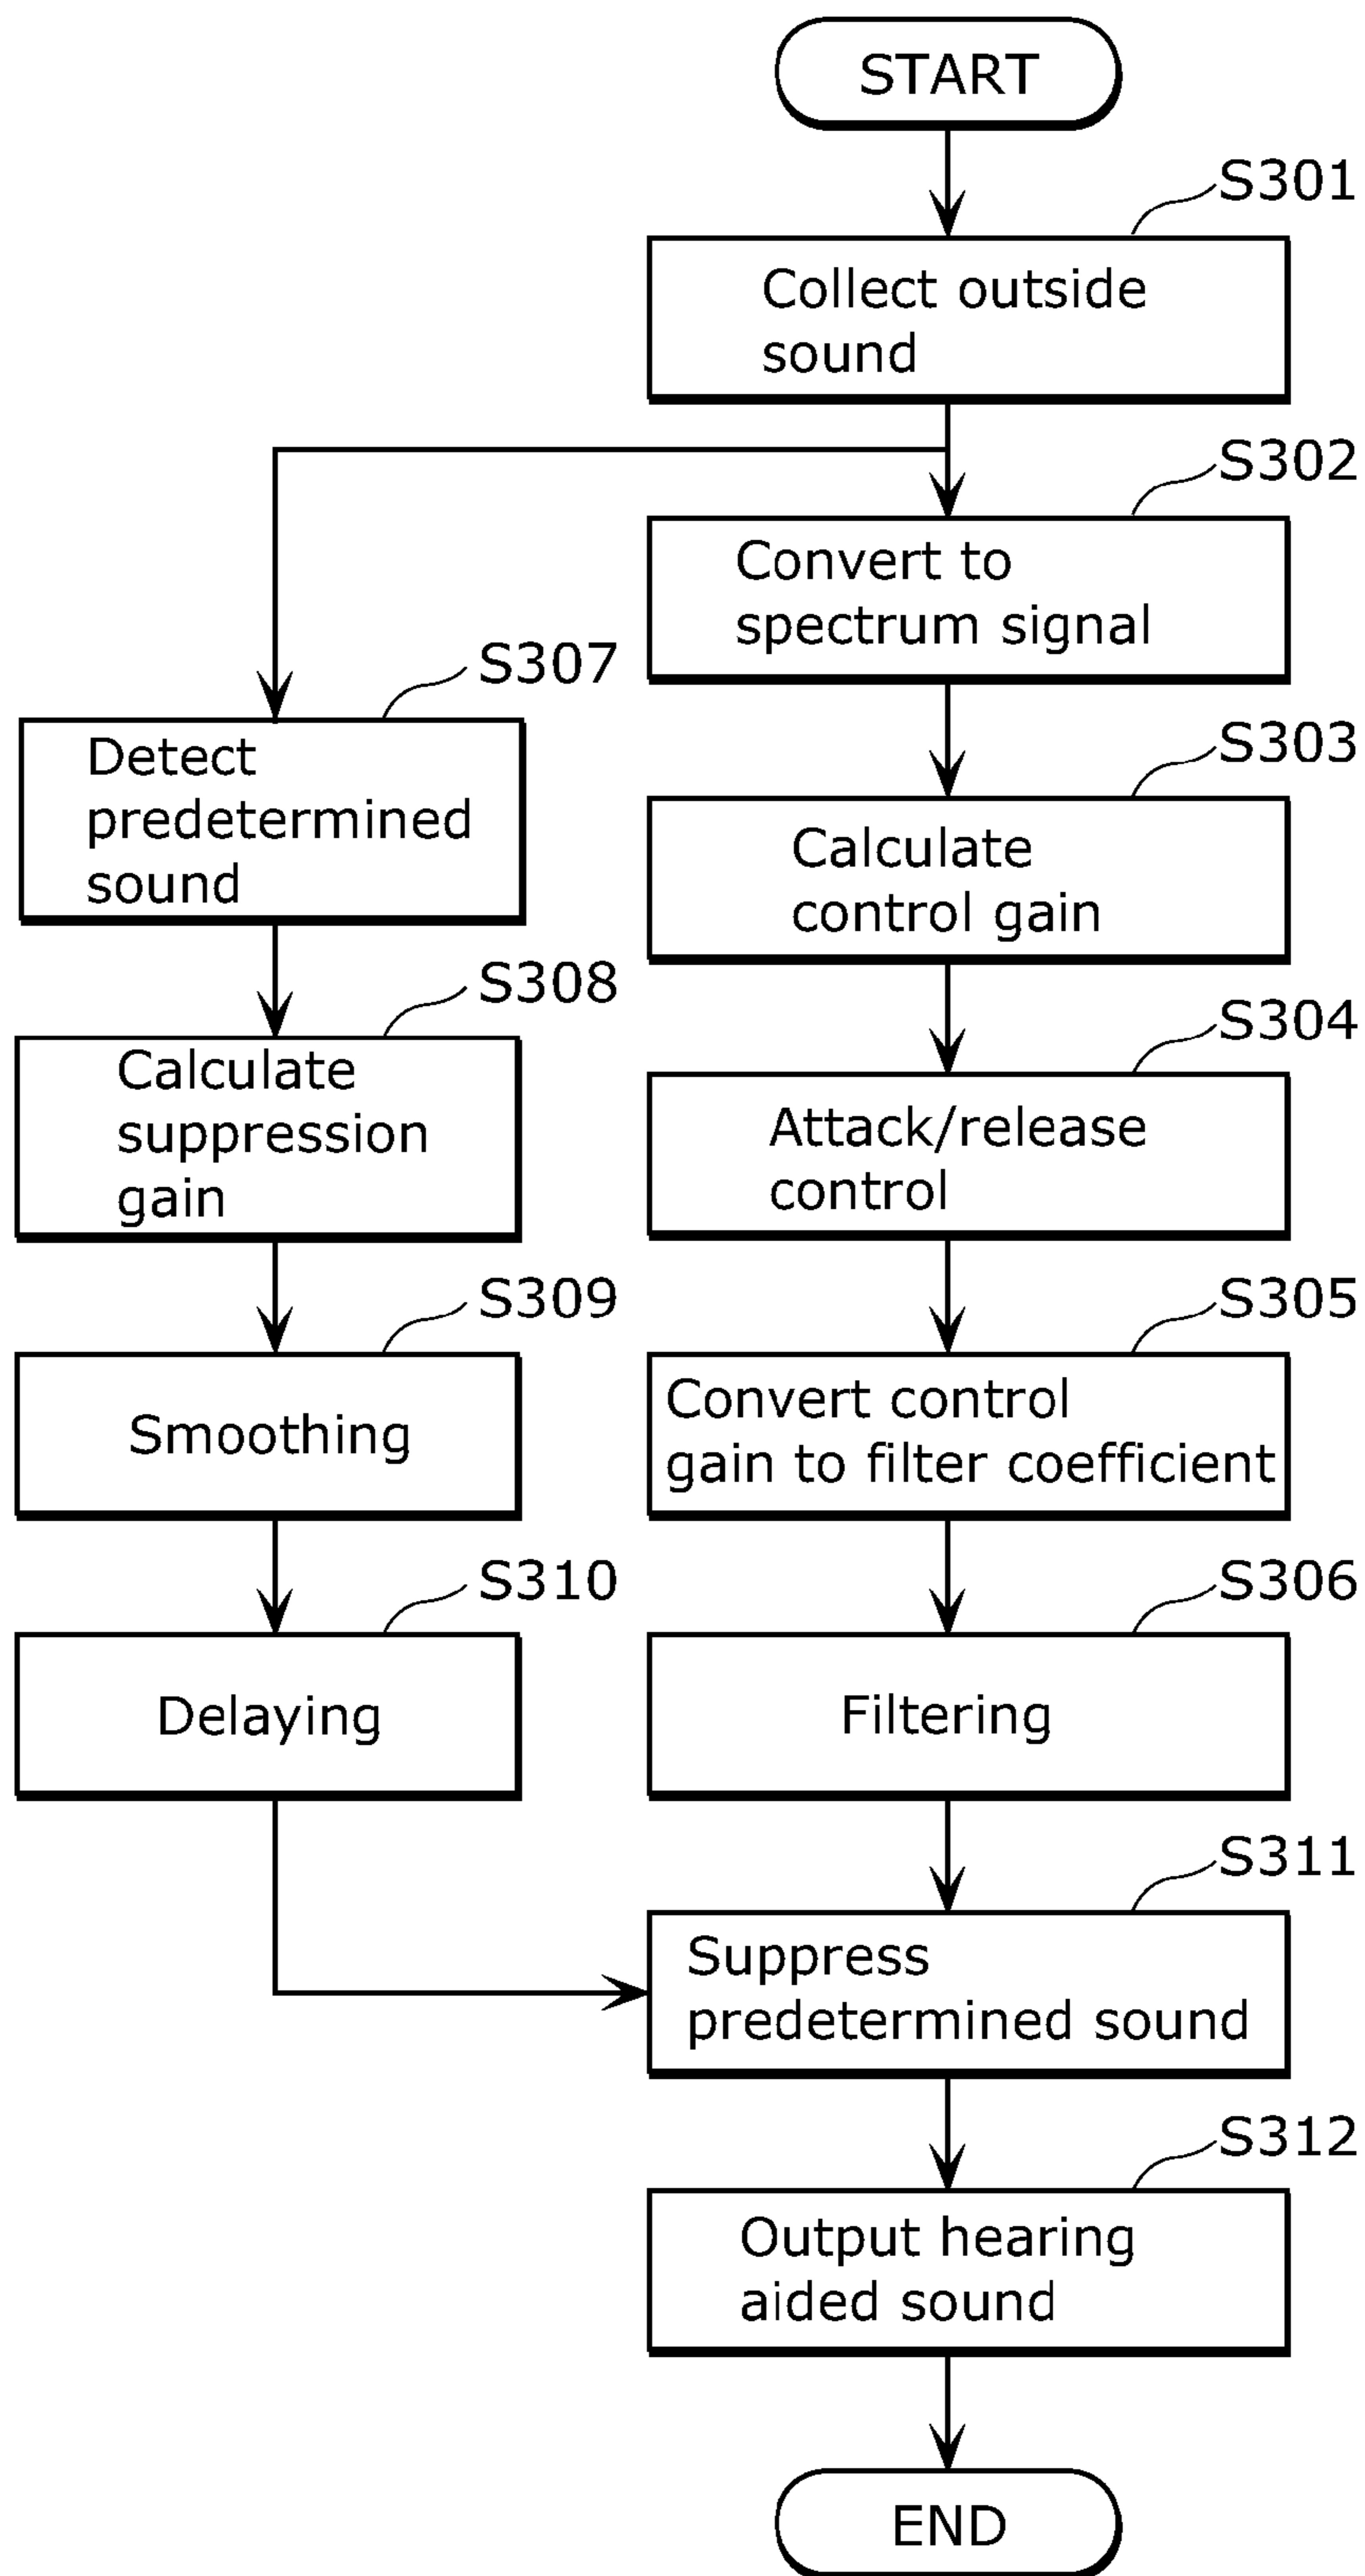 START
S301
Collect outside
sound
S302
Convert to
spectrum signal
S307
Detect
predetermined
sound
S303
Calculate
control gain
S308
Calculate
suppression
gain
S304
Attack/release
control
S309
Smoothing
S305
Convert control
gain to filter coefficient
S310
Delaying
S306
Filtering
S311
Suppress
predetermined sound
S312
Output hearing
aided sound
END